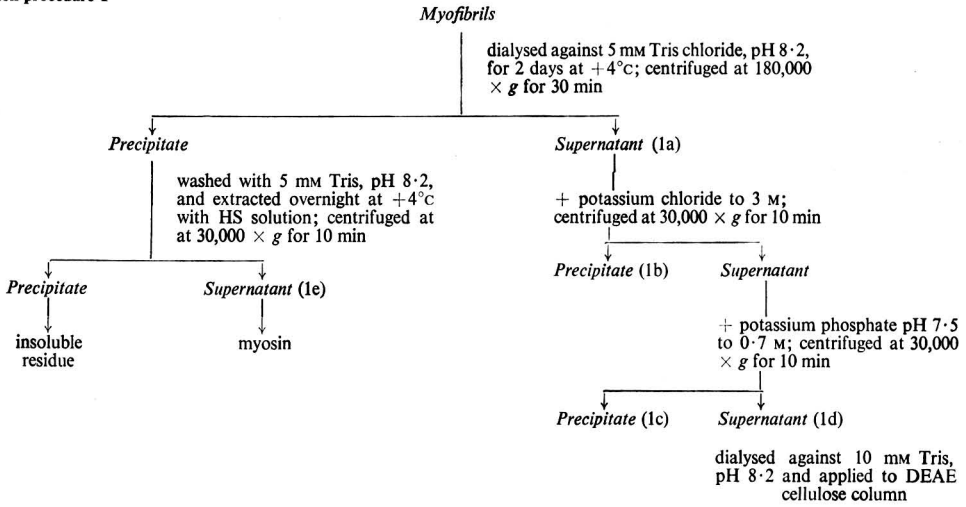 Myofibrils
dialysed against 5 mM Tris chloride, pH 8·2,
for 2 days at +4°C; centrifuged at 180,000
× g for 30 min
Precipitate
Supernatant (1a)
washed with 5 mM Tris, pH 8·2,
and extracted overnight at +4°C
with HS solution; centrifuged at
at 30,000 × g for 10 min
+ potassium chloride to 3 M;
centrifuged at 30,000 × g for 10 min
Precipitate
Supernatant (1e)
Precipitate (1b)
Supernatant
insoluble
residue
myosin
+ potassium phosphate pH 7·5
to 0·7 M; centrifuged at 30,000
× g for 10 min
Precipitate (1c)
Supernatant (1d)
dialysed against 10 mM Tris,
pH 8·2 and applied to DEAE
cellulose column